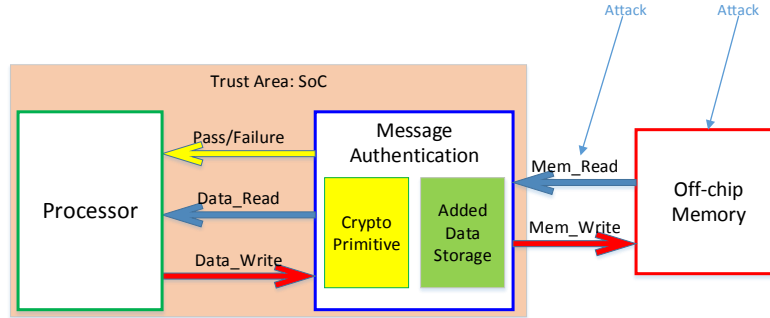 Attack
Attack
Trust Area: SoC
Pass/Failure
Message
Authentication
Mem_Read
Processor
Data_Read
Crypto
Primitive
Added
Data
Storage
Off-chip
Memory
Mem_Write
Data_Write